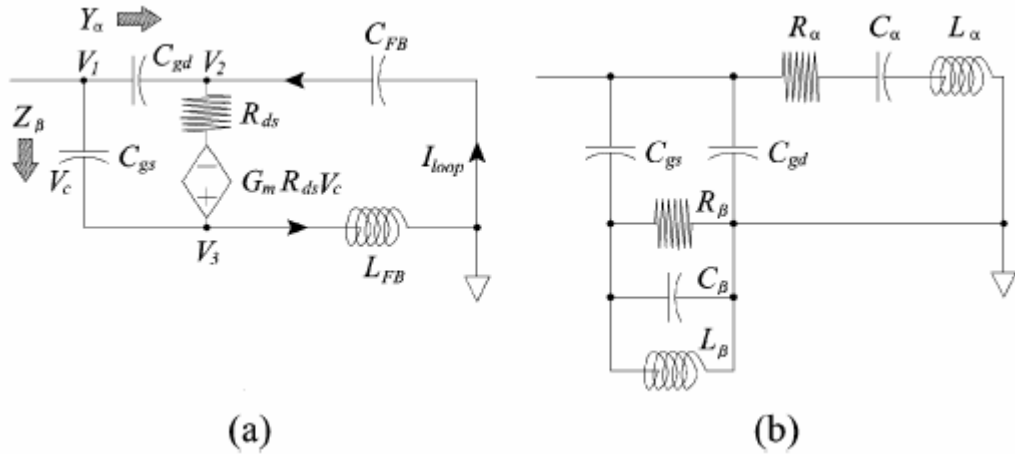 Yα
V1
Cgd
V2
CFB
Zβ
Rds
Cgs
Vc
− + Gm Rds Vc
Iloop
V3
LFB
(a)
Rα
Cα
Lα
Cgs
Cgd
Rβ
Cβ
Lβ
(b)